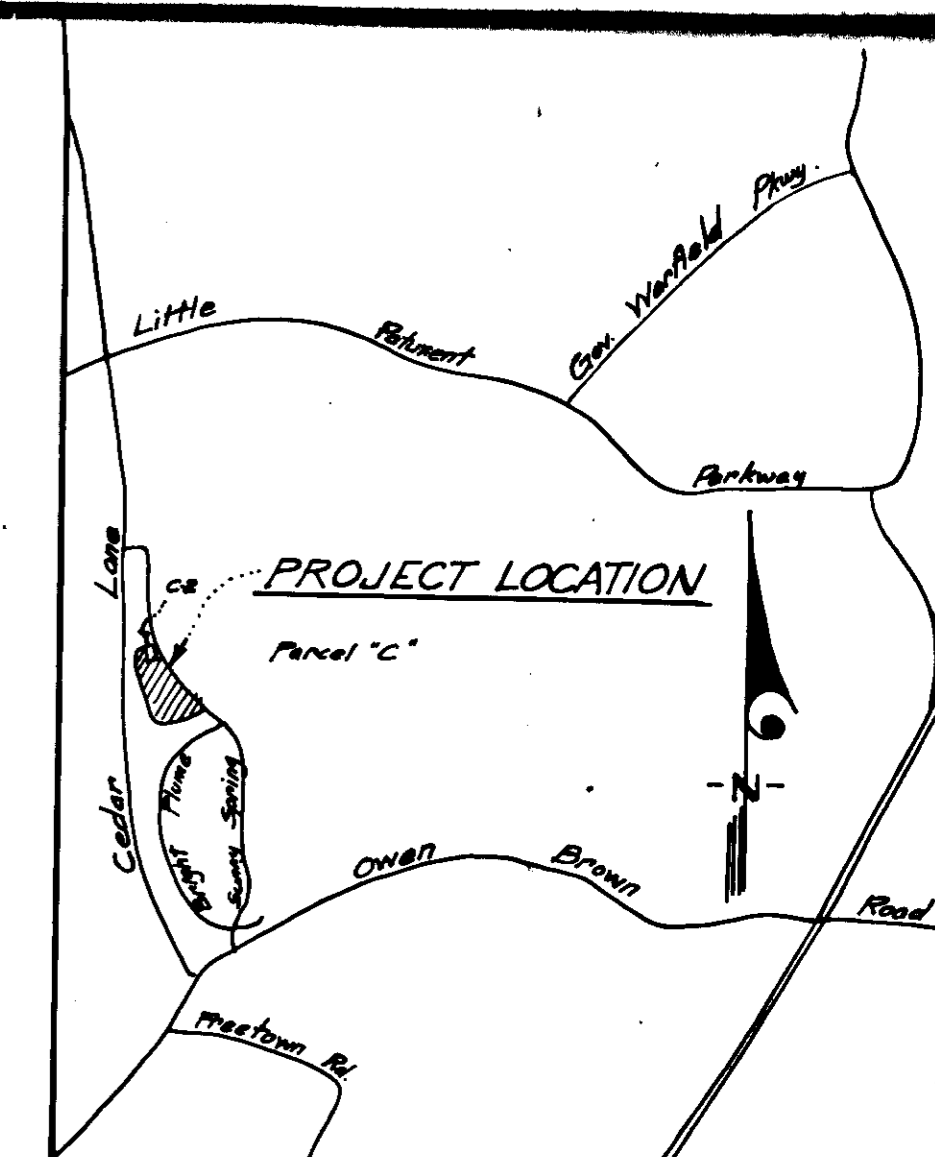 Little Patuxent Parkway
Gov. Warfield Pkwy.
Cedar Lane
C-2
PROJECT LOCATION
Parcel "C"
Bright Plume
Sunny Spring
N
Owen Brown Road
Freetown Rd.